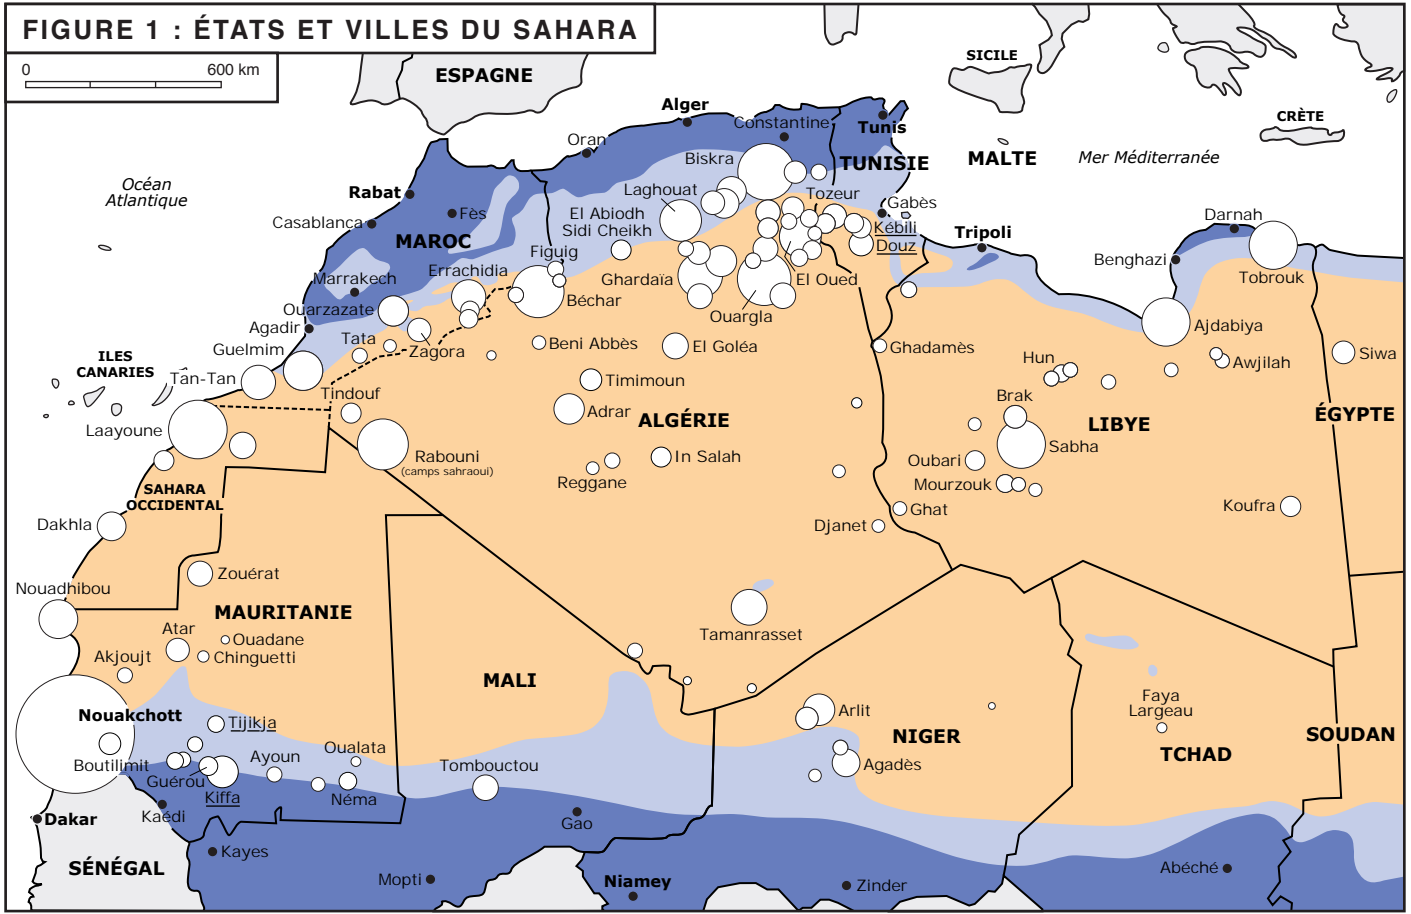 FIGURE 1 : ÉTATS ET VILLES DU SAHARA
0 600 km
ESPAGNE
SICILE
CRÈTE
MALTE
Mer Méditerranée
Océan
Atlantique
Alger
Constantine
Tunis
Oran
Biskra
TUNISIE
Rabat
Laghouat
Tozeur
Gabès
Casablanca
Fès
El Abiodh
Sidi Cheikh
Kébili
Douz
Tripoli
Darnah
MAROC
Figuig
Benghazi
Tobrouk
Marrakech
Errachidia
Ghardaïa
El Oued
Ouarzazate
Béchar
Ouargla
Agadir
Ajdabiya
Guelmim
Tata
Zagora
Beni Abbès
El Goléa
Ghadamès
Hun
Awjilah
Siwa
ILES
CANARIES
Tan-Tan
Tindouf
Timimoun
Brak
Laayoune
Adrar
ALGÉRIE
LIBYE
ÉGYPTE
Rabouni
(camps sahraoui)
In Salah
Sabha
Oubari
Reggane
Mourzouk
SAHARA
OCCIDENTAL
Koufra
Ghat
Dakhla
Djanet
Zouérat
Nouadhibou
MAURITANIE
Tamanrasset
Atar
Ouadane
Akjoujt
Chinguetti
MALI
Nouakchott
Tijikja
Arlit
NIGER
Faya
Largeau
SOUDAN
TCHAD
Oualata
Ayoun
Boutilimit
Tombouctou
Agadès
Guérou
Kiffa
Néma
Kaédi
Dakar
Gao
Kayes
SÉNÉGAL
Mopti
Niamey
Zinder
Abéché